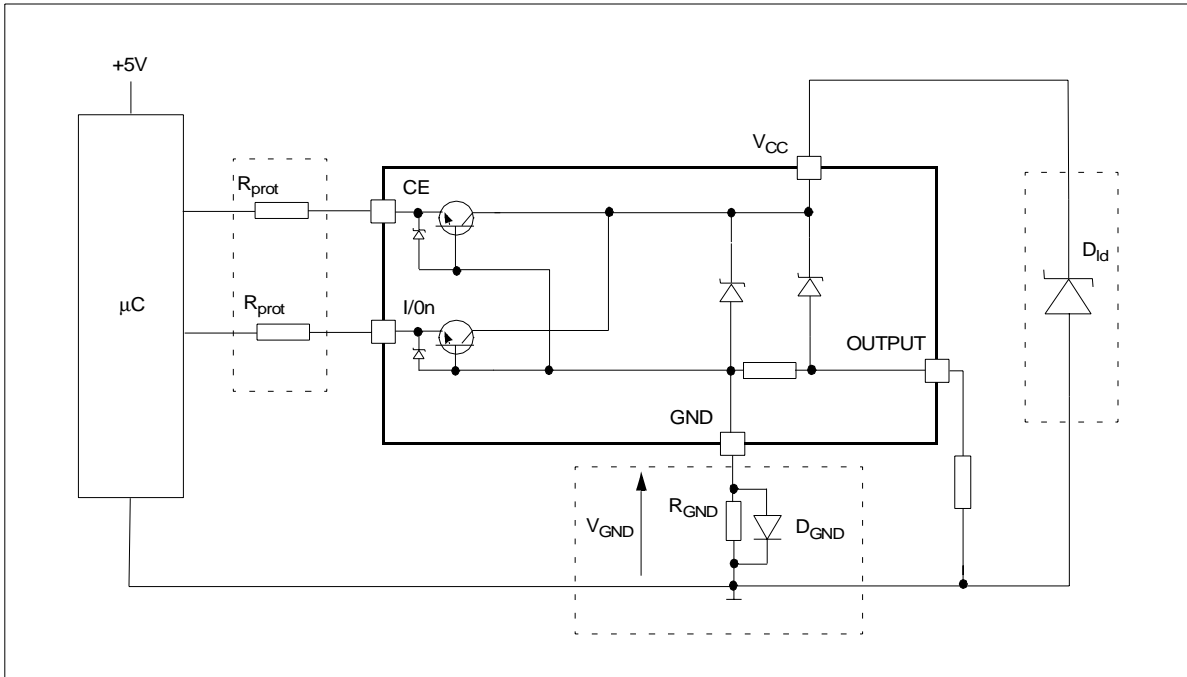 +5V
V_CC
R_prot
CE
D_ld
μC
R_prot
I/0n
OUTPUT
GND
R_GND
V_GND
D_GND